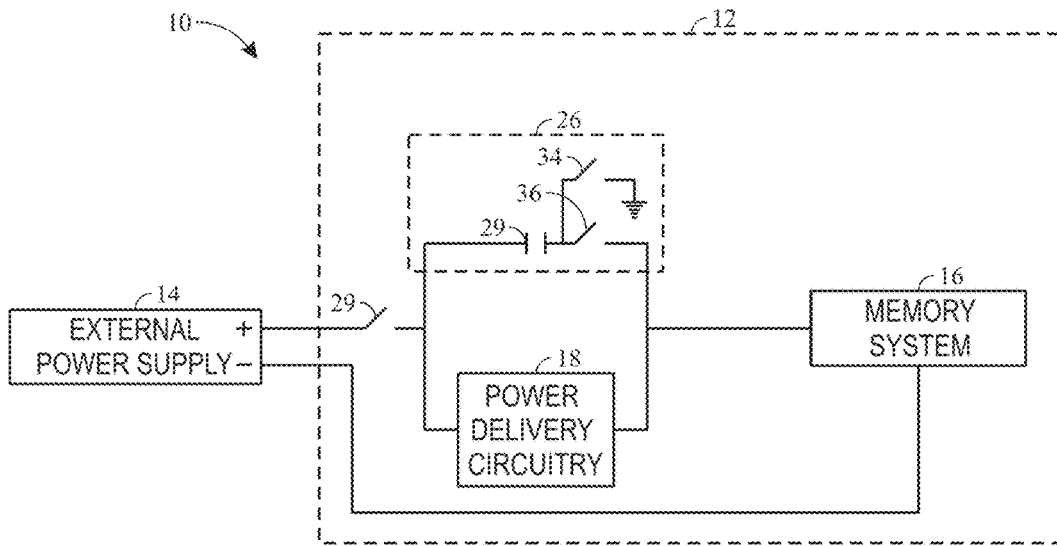 10
12
26
34
36
29
14
EXTERNAL
POWER SUPPLY
+
−
29
18
POWER
DELIVERY
CIRCUITRY
16
MEMORY
SYSTEM